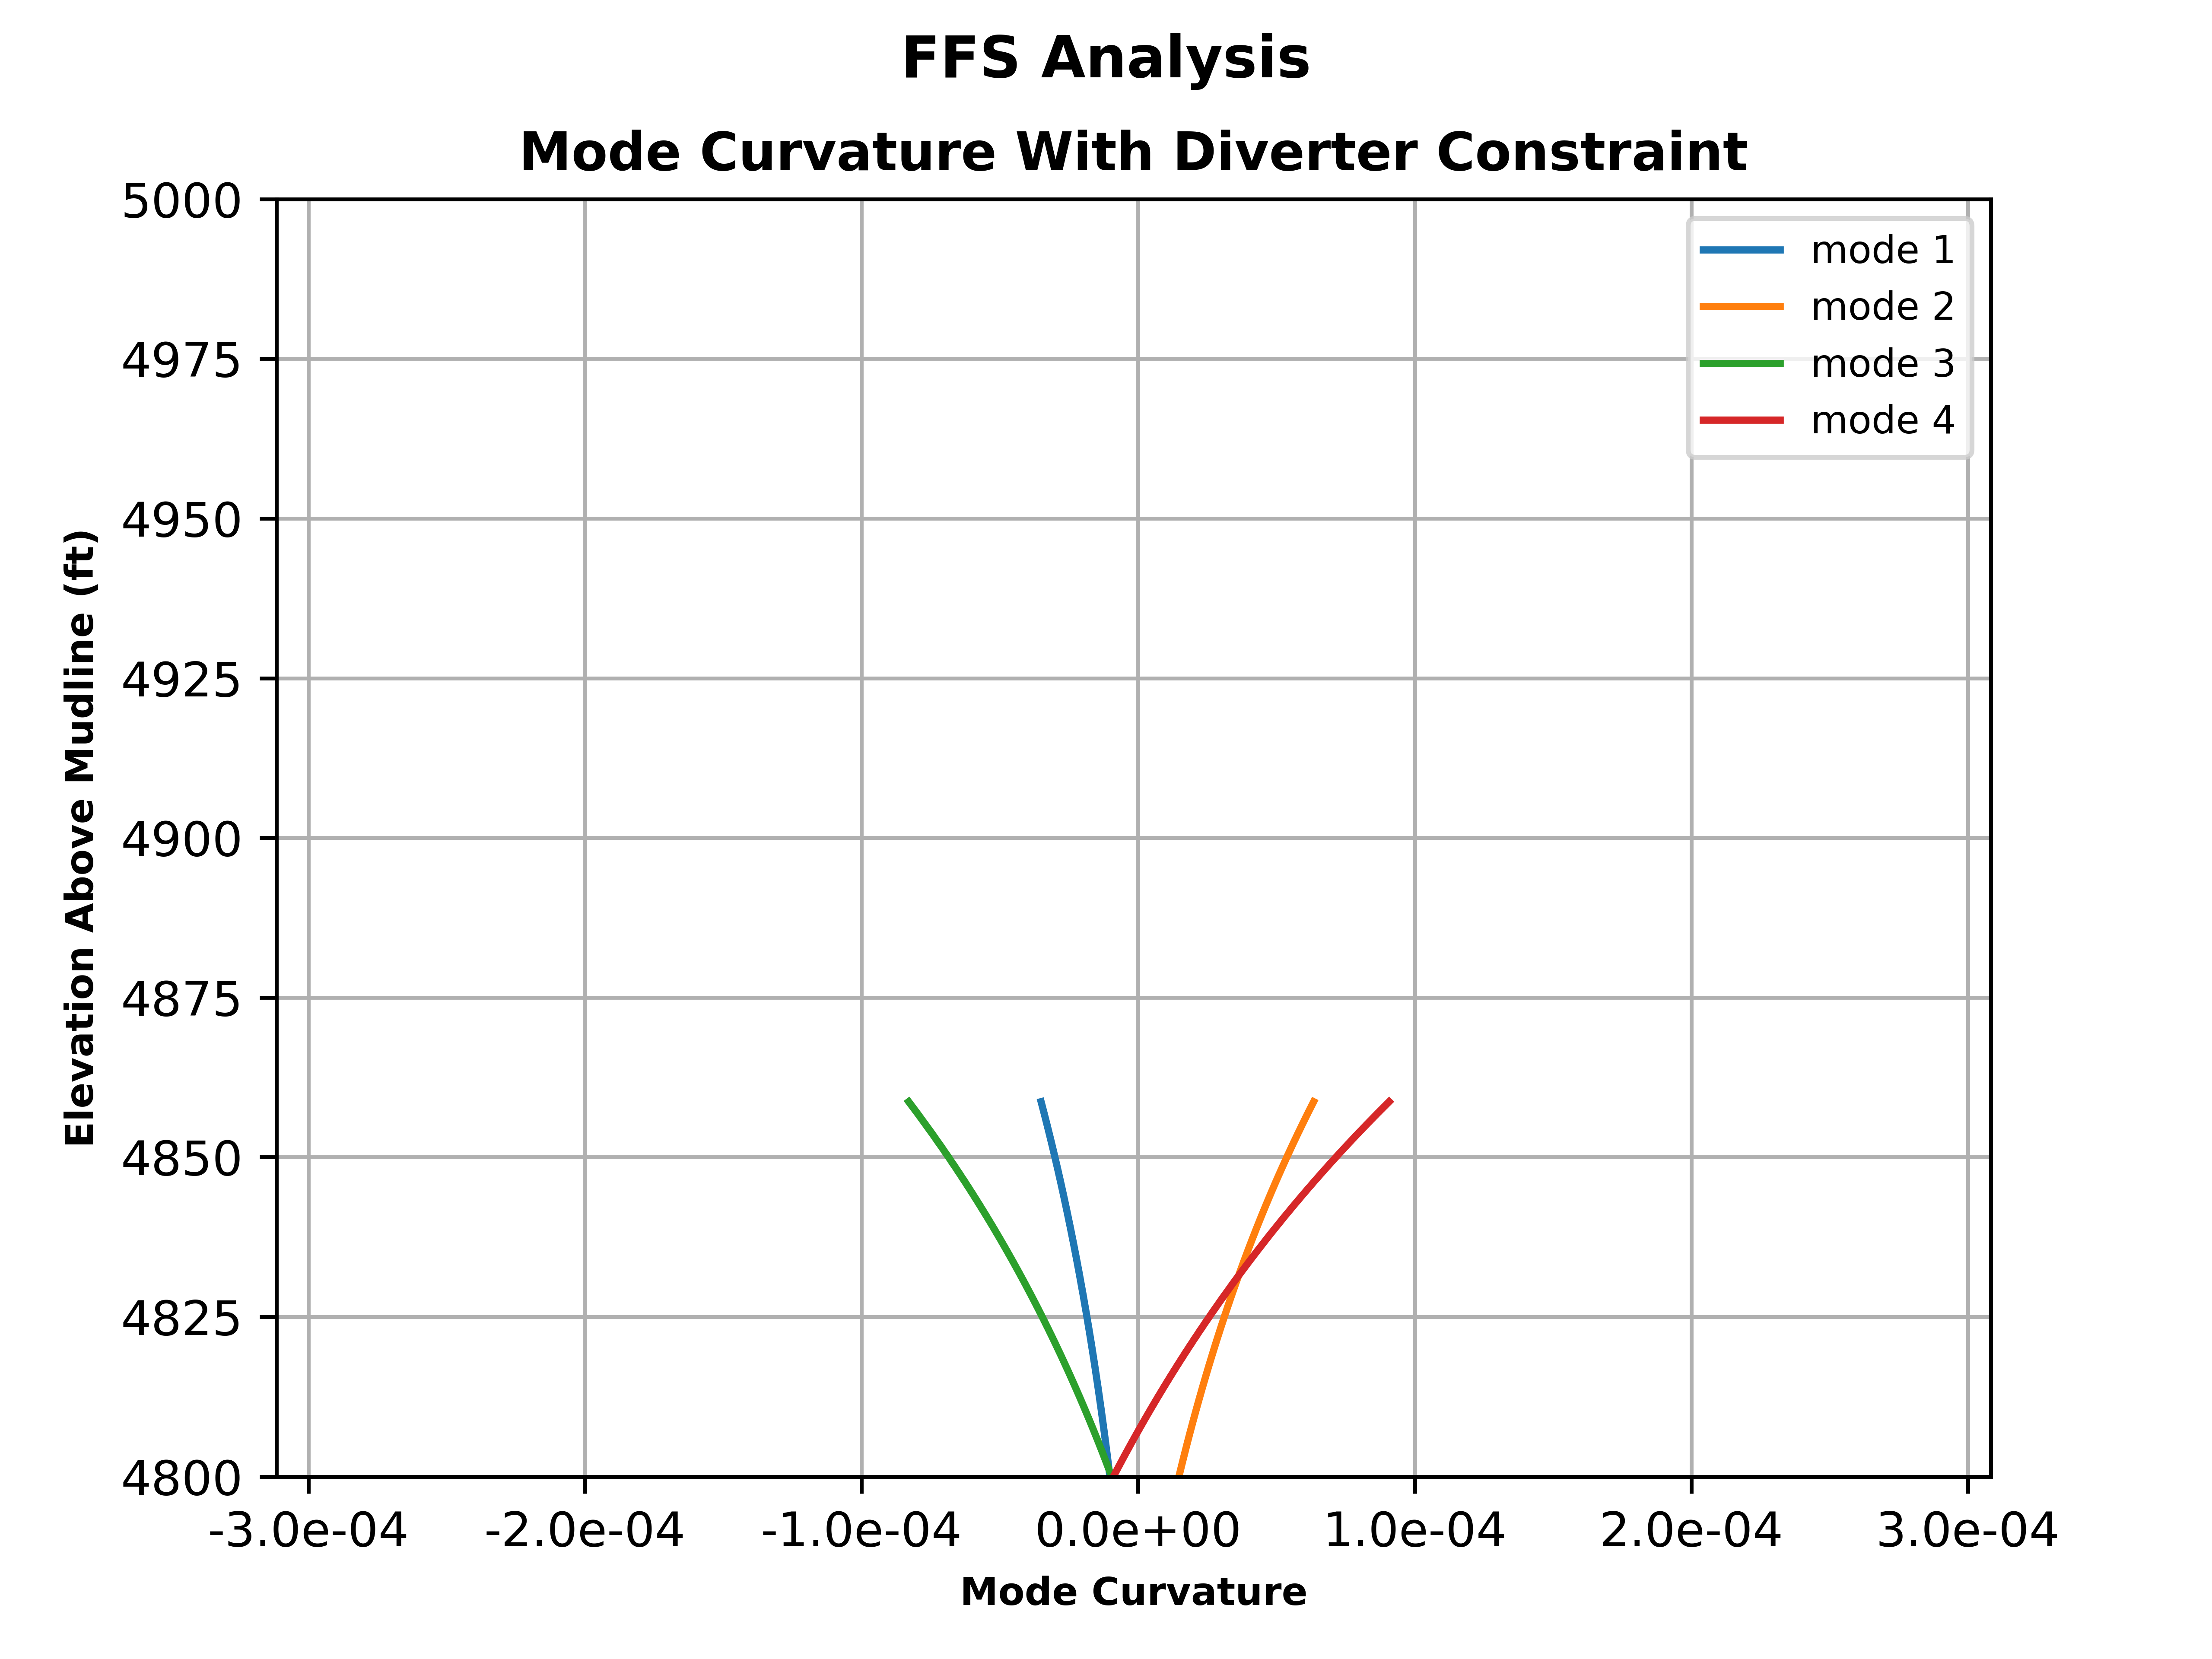 FFS Analysis
Mode Curvature With Diverter Constraint
5000
4975
4950
4925
4900
4875
4850
4825
4800
Elevation Above Mudline (ft)
mode 1
mode 2
mode 3
mode 4
-3.0e-04 -2.0e-04 -1.0e-04 0.0e+00 1.0e-04 2.0e-04 3.0e-04
Mode Curvature